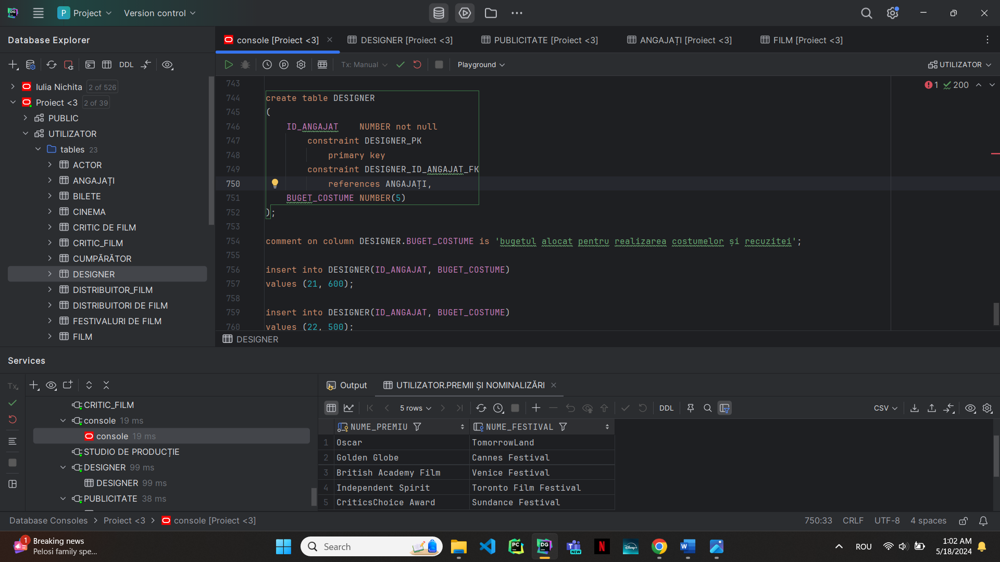 Project
Version control
Database Explorer
console [Proiect <3]
DESIGNER [Proiect <3]
PUBLICITATE [Proiect <3]
ANGAJAȚI [Proiect <3]
FILM [Proiect <3]
DDL
Tx: Manual
Playground
UTILIZATOR
Iulia Nichita 2 of 526
Proiect <3 2 of 39
PUBLIC
UTILIZATOR
tables 23
ACTOR
ANGAJAȚI
BILETE
CINEMA
CRITIC DE FILM
CRITIC_FILM
CUMPĂRĂTOR
DESIGNER
DISTRIBUITOR_FILM
DISTRIBUITORI DE FILM
FESTIVALURI DE FILM
FILM
1 200
743
744 create table DESIGNER
745 (
746 ID_ANGAJAT NUMBER not null
747 constraint DESIGNER_PK
748 primary key
749 constraint DESIGNER_ID_ANGAJAT_FK
750 references ANGAJAȚI,
751 BUGET_COSTUME NUMBER(5)
752 );
753
754 comment on column DESIGNER.BUGET_COSTUME is 'bugetul alocat pentru realizarea costumelor și recuzitei';
755
756 insert into DESIGNER(ID_ANGAJAT, BUGET_COSTUME)
757 values (21, 600);
758
759 insert into DESIGNER(ID_ANGAJAT, BUGET_COSTUME)
760 values (22, 500);
DESIGNER
Services
Tx
CRITIC_FILM
console 19 ms
console 19 ms
STUDIO DE PRODUCȚIE
DESIGNER 99 ms
DESIGNER 99 ms
PUBLICITATE 38 ms
Output
UTILIZATOR.PREMII ȘI NOMINALIZĂRI
5 rows
DDL
CSV
NUME_PREMIU NUME_FESTIVAL
1 Oscar TomorrowLand
2 Golden Globe Cannes Festival
3 British Academy Film Venice Festival
4 Independent Spirit Toronto Film Festival
5 CriticsChoice Award Sundance Festival
Database Consoles > Proiect <3 > console [Proiect <3]
750:33 CRLF UTF-8 4 spaces
1
Breaking news
Pelosi family spe...
Search
ROU
1:02 AM
5/18/2024